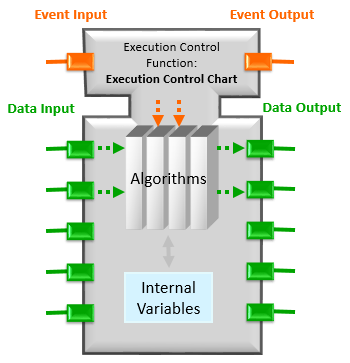 Event Input
Event Output
Execution Control
Function:
Execution Control Chart
Data Input
Data Output
Algorithms
Internal
Variables